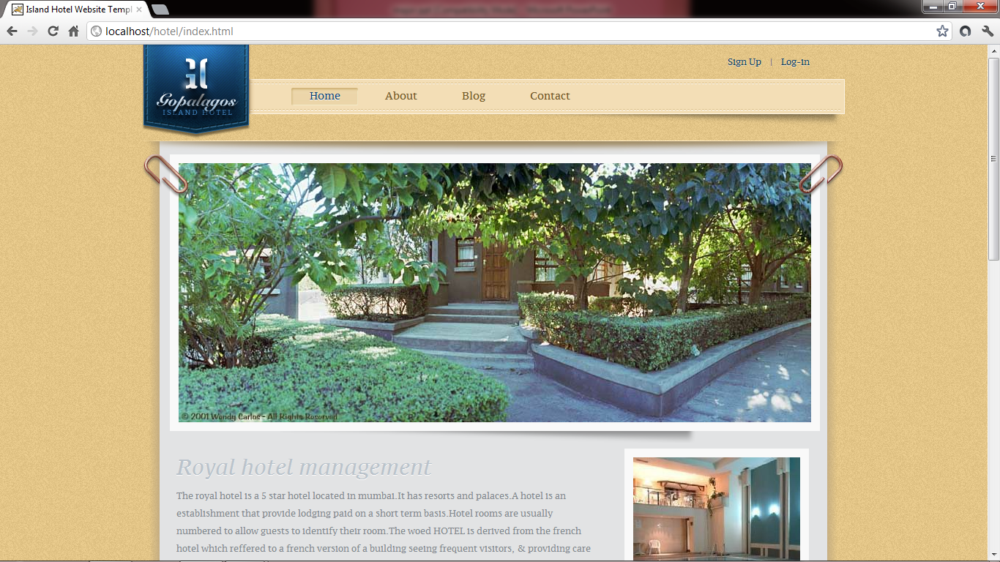 Island Hotel Website Templ
localhost/hotel/index.html
Sign Up | Log-in
Gopalagos
ISLAND HOTEL
Home About Blog Contact
© 2001 Wendy Carlos - All Rights Reserved
Royal hotel management
The royal hotel is a 5 star hotel located in mumbai.It has resorts and palaces.A hotel is an
establishment that provide lodging paid on a short term basis.Hotel rooms are usually
numbered to allow guests to identify their room.The woed HOTEL is derived from the french
hotel which reffered to a french version of a building seeing frequent visitors, & providing care